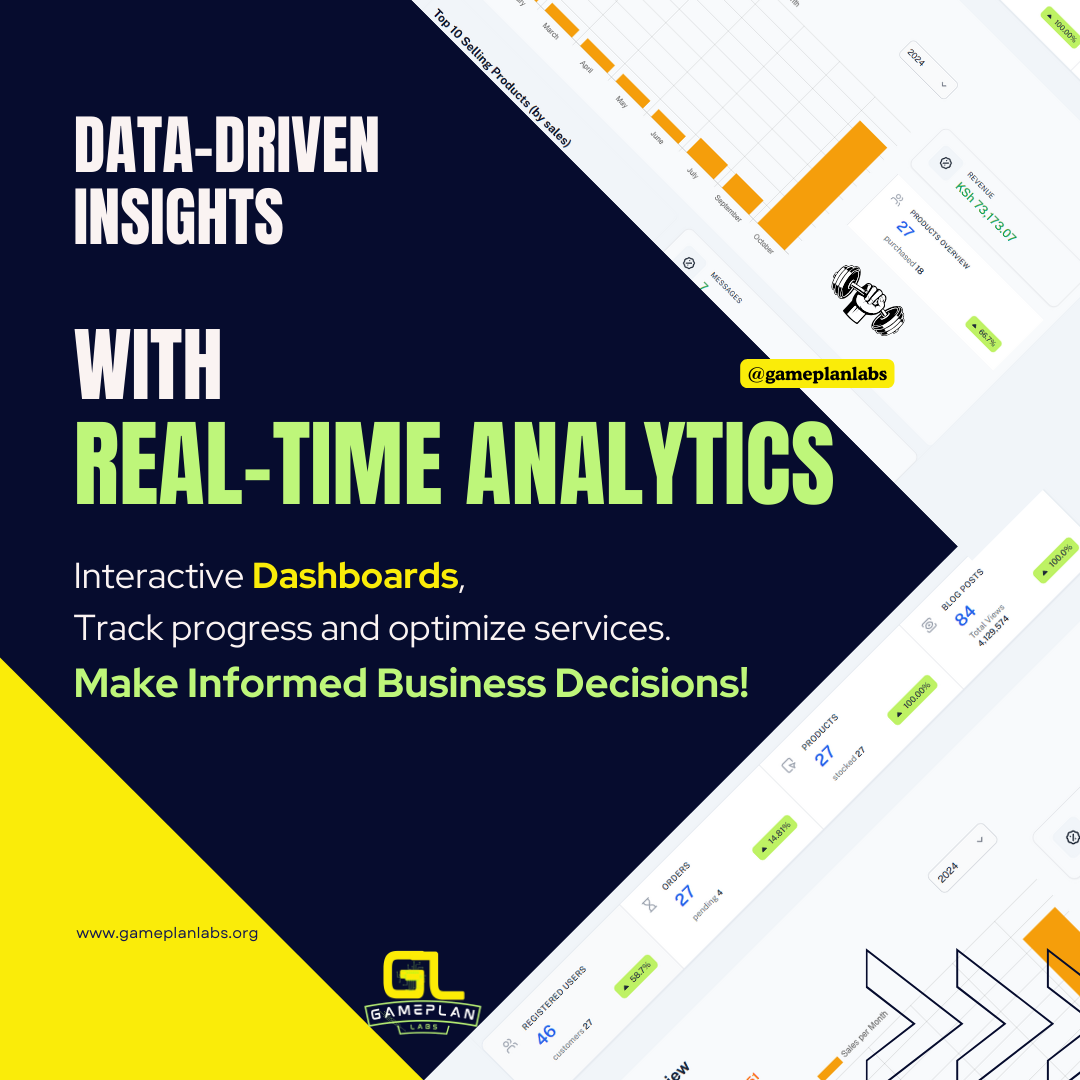 DATA-DRIVEN
INSIGHTS
WITH
REAL-TIME ANALYTICS
Interactive Dashboards,
Track progress and optimize services.
Make Informed Business Decisions!
www.gameplanlabs.org
GL
GAMEPLAN
LABS
@gameplanlabs
Top 10 Selling Products (by sales)
March
April
May
June
July
September
October
2024
100.00%
REVENUE
KSh 73,173.07
PRODUCTS OVERVIEW
27
purchased 18
66.7%
MESSAGES
7
BLOG POSTS
84
Total Views
4,129,574
100.0%
PRODUCTS
27
stocked 27
100.00%
ORDERS
27
pending 4
14.81%
REGISTERED USERS
46
customers 27
58.7%
2024
Sales per Month